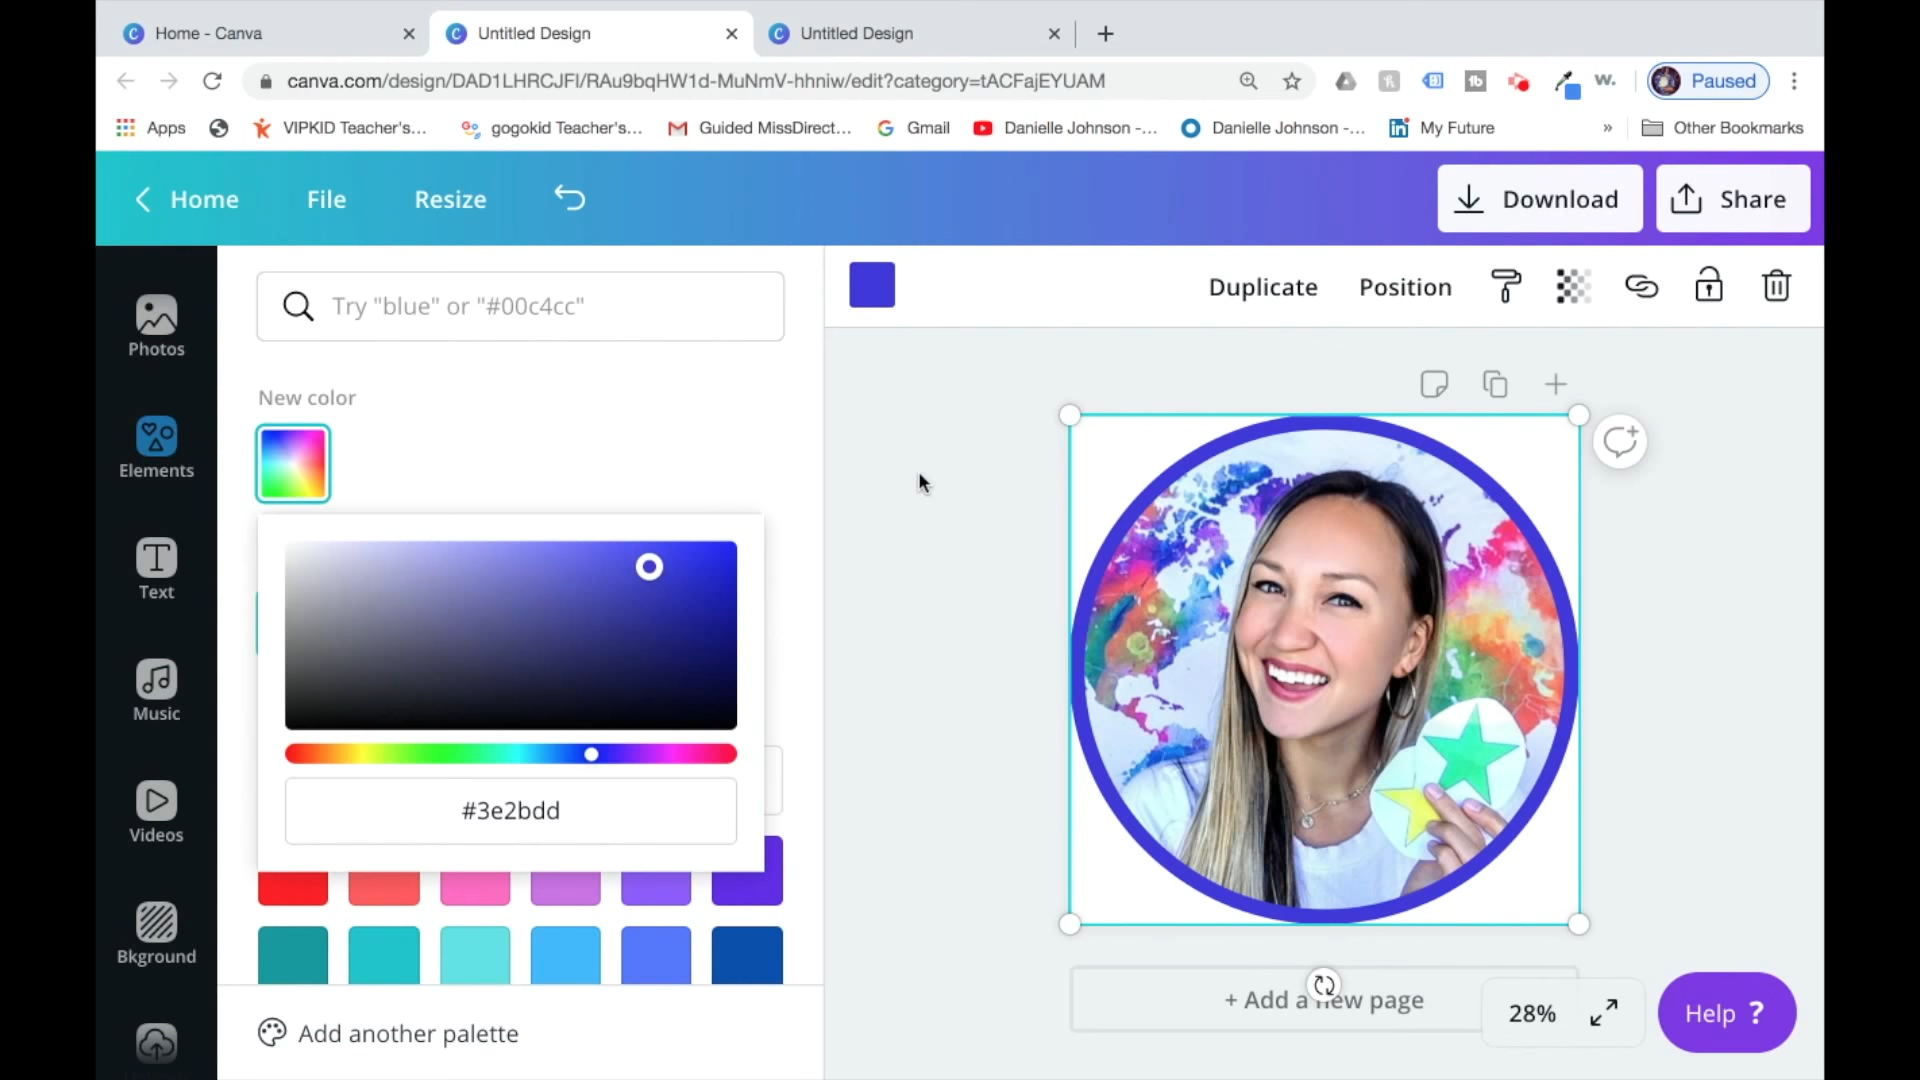 Home - Canva
Untitled Design
Untitled Design
canva.com/design/DAD1LHRCJFI/RAu9bqHW1d-MuNmV-hhniw/edit?category=tACFajEYUAM
Paused
Apps
VIPKID Teacher's...
gogokid Teacher's...
Guided MissDirect...
Gmail
Danielle Johnson -...
Danielle Johnson -...
My Future
»
Other Bookmarks
Home
File
Resize
Download
Share
Photos
Elements
Text
Music
Videos
Bkground
Try "blue" or "#00c4cc"
New color
#3e2bdd
Add another palette
Duplicate
Position
+ Add a new page
28%
Help ?